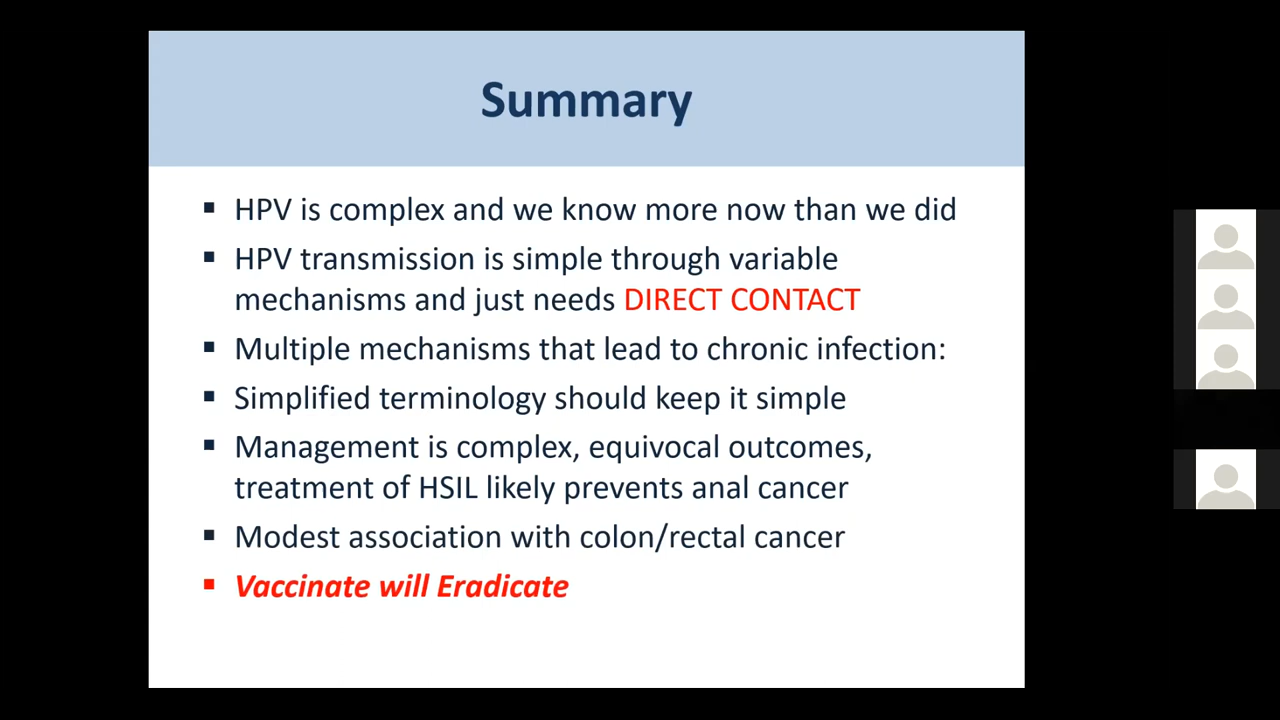 Summary
▪ HPV is complex and we know more now than we did
▪ HPV transmission is simple through variable
mechanisms and just needs DIRECT CONTACT
▪ Multiple mechanisms that lead to chronic infection:
▪ Simplified terminology should keep it simple
▪ Management is complex, equivocal outcomes,
treatment of HSIL likely prevents anal cancer
▪ Modest association with colon/rectal cancer
▪ Vaccinate will Eradicate